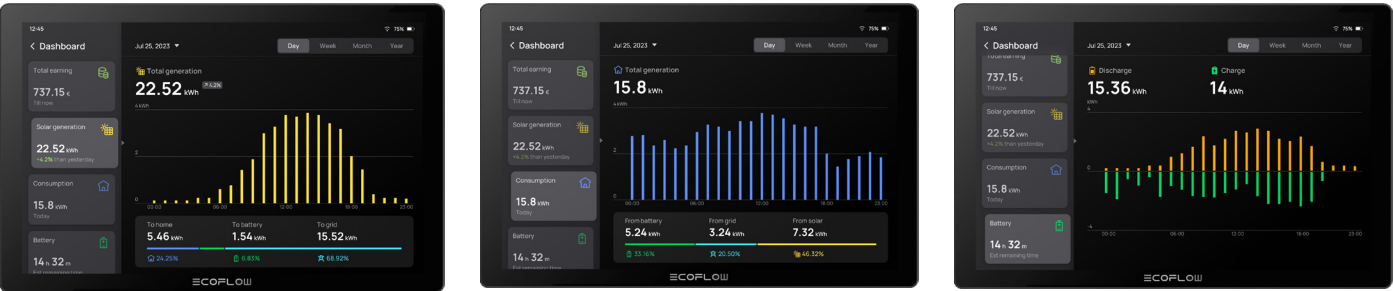 12:45
75%
< Dashboard
Jul 25, 2023
Day Week Month Year
Total earning
737.15 €
Till now
Solar generation
22.52 kWh
+4.2% than yesterday
Consumption
15.8 kWh
Today
Battery
14 h 32 m
Est remaining time
Total generation
22.52 kWh
4.2%
4 kWh
2
0
00:00 06:00 12:00 18:00 23:00
To home To battery To grid
5.46 kWh 1.54 kWh 15.52 kWh
24.25% 6.83% 68.92%
ECOFLOW
12:45
75%
< Dashboard
Jul 25, 2023
Day Week Month Year
Total earning
737.15 €
Till now
Solar generation
22.52 kWh
+4.2% than yesterday
Consumption
15.8 kWh
Today
Battery
14 h 32 m
Est remaining time
Total generation
15.8 kWh
4 kWh
2
0
00:00 06:00 12:00 18:00 23:00
From battery From grid From solar
5.24 kWh 3.24 kWh 7.32 kWh
33.16% 20.50% 46.32%
ECOFLOW
12:45
75%
< Dashboard
Jul 25, 2023
Day Week Month Year
Total earning
737.15 €
Till now
Solar generation
22.52 kWh
+4.2% than yesterday
Consumption
15.8 kWh
Today
Battery
14 h 32 m
Est remaining time
Discharge Charge
15.36 kWh 14 kWh
kWh
4
0
-4
00:00 06:00 12:00 18:00 23:00
ECOFLOW